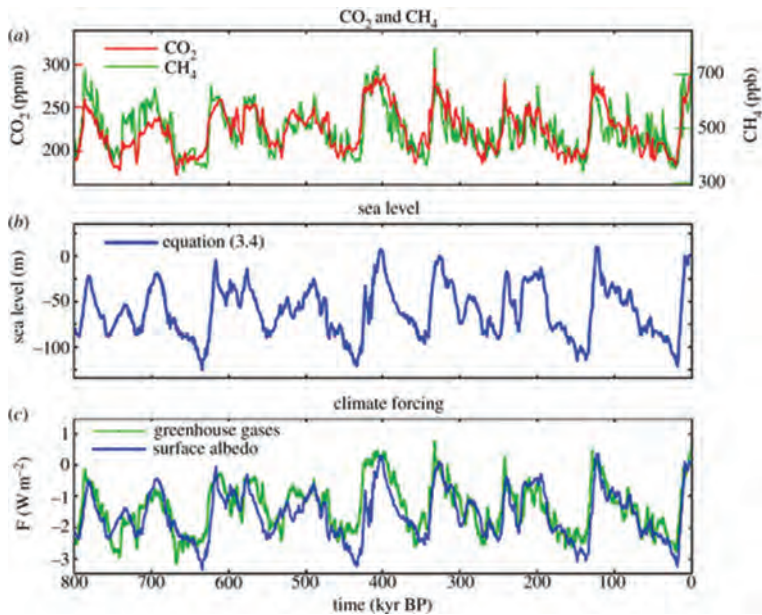 CO2 and CH4
(a)
CO2
CH4
CO2 (ppm)
300
250
200
CH4 (ppb)
700
500
300
sea level
(b)
equation (3.4)
sea level (m)
0
−50
−100
climate forcing
(c)
greenhouse gases
surface albedo
F (W m−2)
1
0
−1
−2
−3
800 700 600 500 400 300 200 100 0
time (kyr BP)